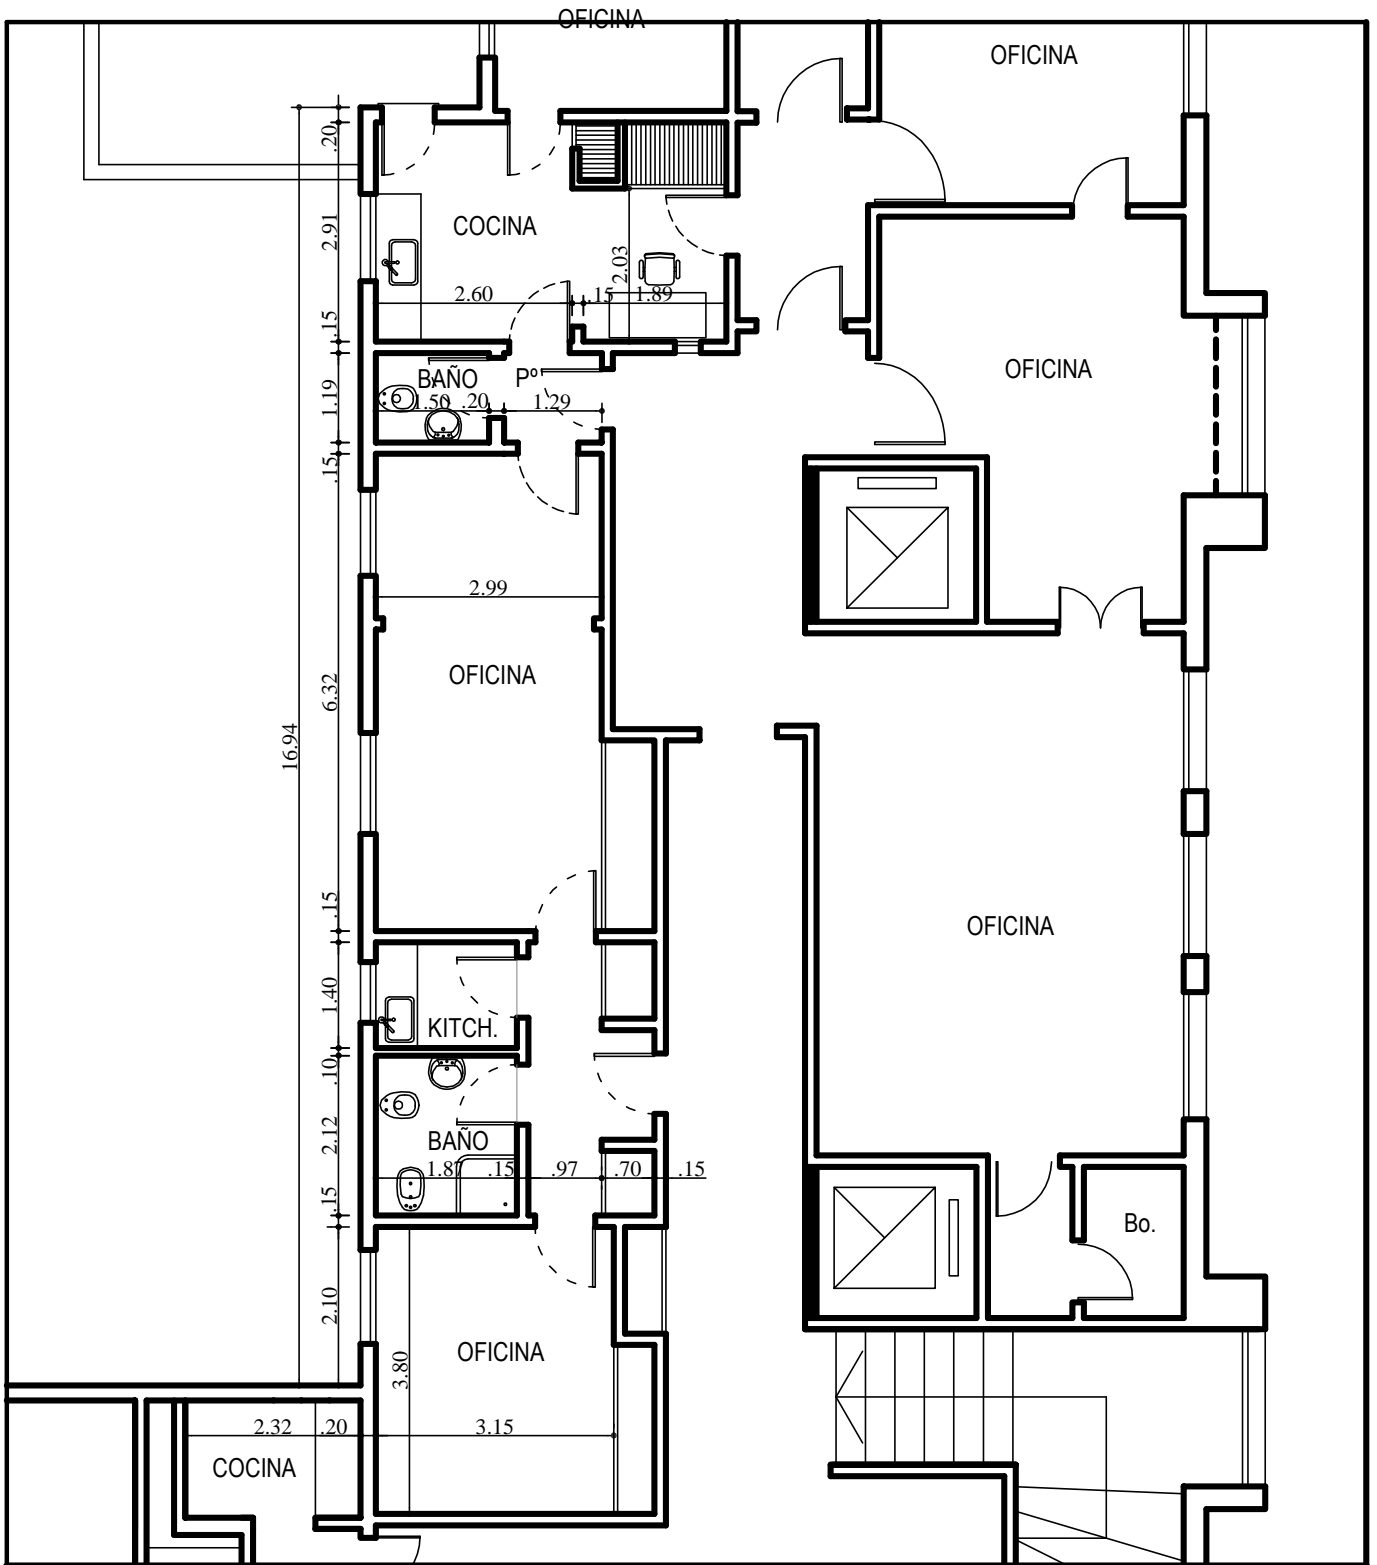 OFICINA
OFICINA
.20
COCINA
2.91
2.03
2.60
.15
1.89
.15
OFICINA
BAÑO
Pº
1.19
1.50
.20
1.29
.15
2.99
OFICINA
6.32
16.94
.15
OFICINA
1.40
KITCH.
.10
2.12
BAÑO
1.87
.15
.97
.70
.15
.15
Bo.
2.10
OFICINA
3.80
2.32
.20
3.15
COCINA